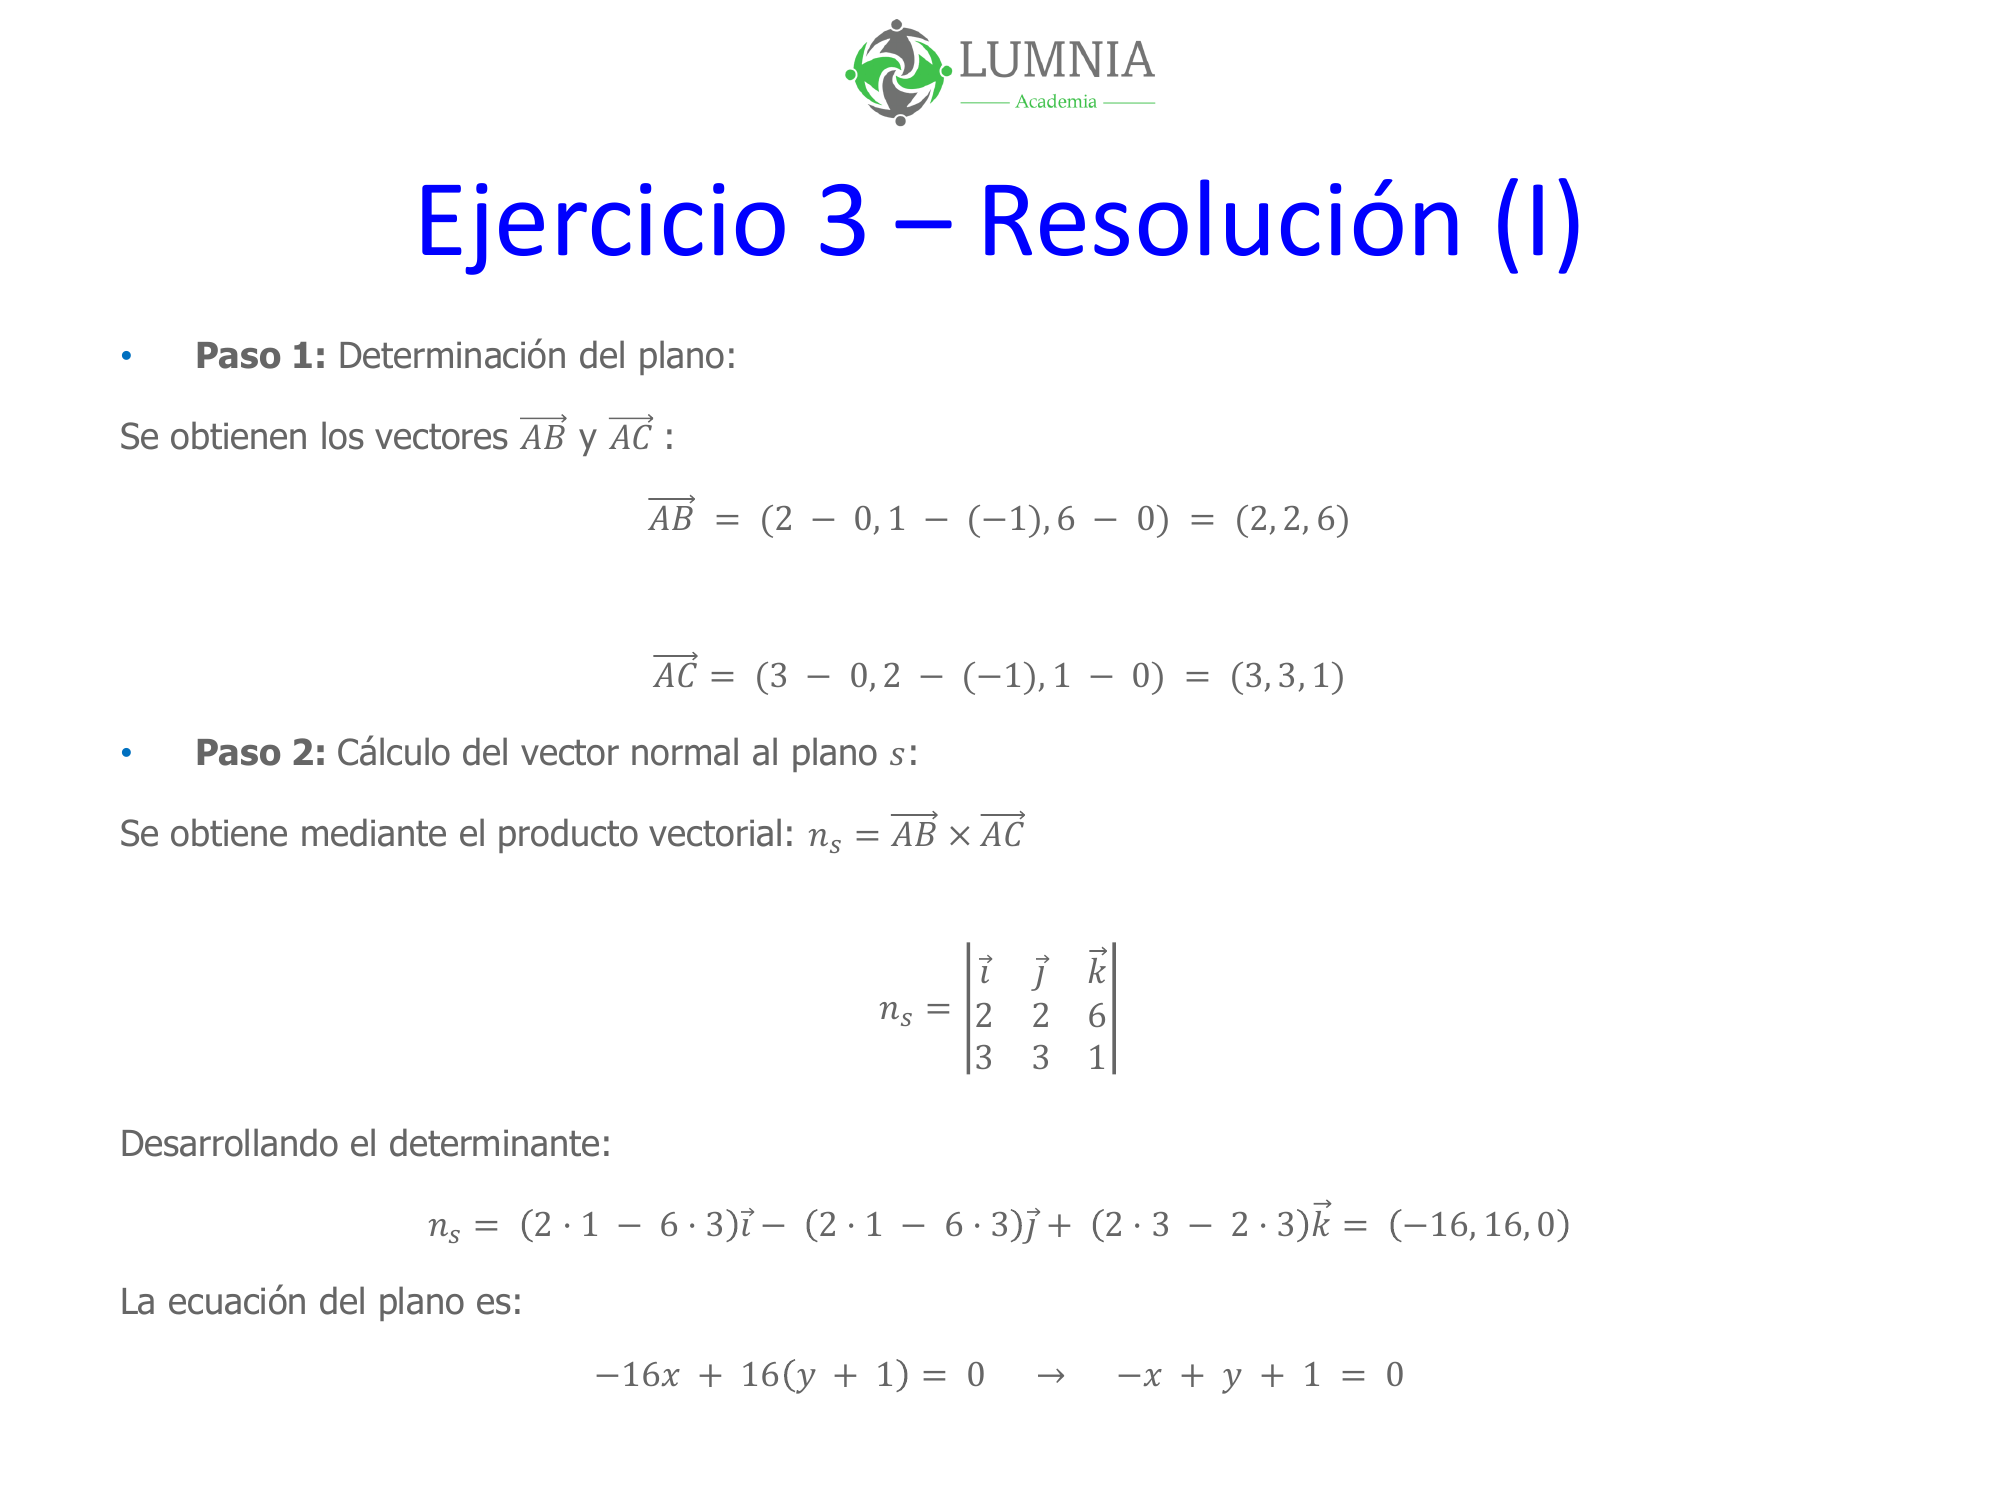 LUMNIA
Academia
Ejercicio 3 – Resolución (I)
• Paso 1: Determinación del plano:
Se obtienen los vectores $\overrightarrow{AB}$ y $\overrightarrow{AC}$ :
$\overrightarrow{AB} = (2 - 0, 1 - (-1), 6 - 0) = (2, 2, 6)$
$\overrightarrow{AC} = (3 - 0, 2 - (-1), 1 - 0) = (3, 3, 1)$
• Paso 2: Cálculo del vector normal al plano $s$:
Se obtiene mediante el producto vectorial: $n_s = \overrightarrow{AB} \times \overrightarrow{AC}$
$n_s = \begin{vmatrix} \vec{\imath} & \vec{\jmath} & \vec{k} \\ 2 & 2 & 6 \\ 3 & 3 & 1 \end{vmatrix}$
Desarrollando el determinante:
$n_s = (2 \cdot 1 - 6 \cdot 3)\vec{\imath} - (2 \cdot 1 - 6 \cdot 3)\vec{\jmath} + (2 \cdot 3 - 2 \cdot 3)\vec{k} = (-16, 16, 0)$
La ecuación del plano es:
$-16x + 16(y + 1) = 0 \quad \rightarrow \quad -x + y + 1 = 0$